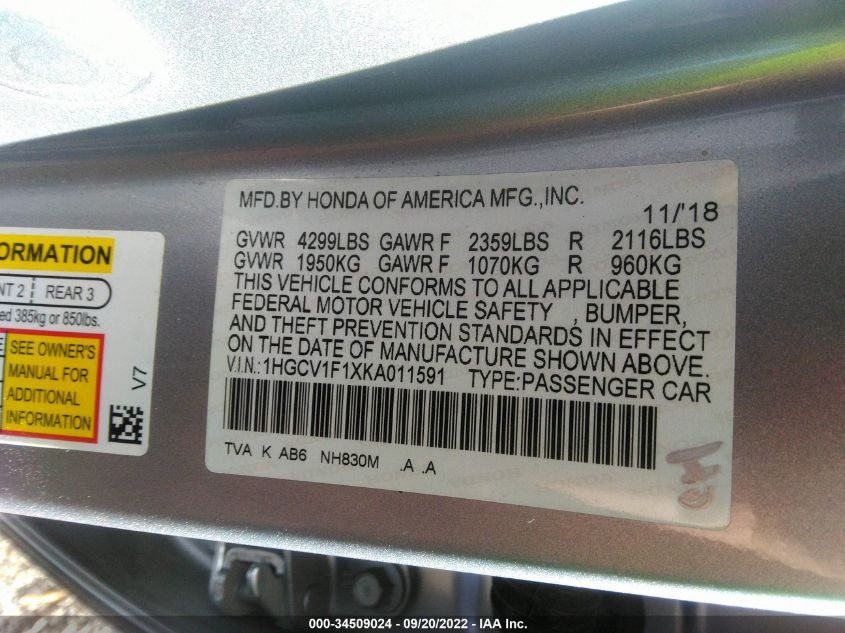 MFD.BY HONDA OF AMERICA MFG.,INC.
11/'18
GVWR 4299LBS GAWR F 2359LBS R 2116LBS
GVWR 1950KG GAWR F 1070KG R 960KG
THIS VEHICLE CONFORMS TO ALL APPLICABLE
FEDERAL MOTOR VEHICLE SAFETY , BUMPER,
AND THEFT PREVENTION STANDARDS IN EFFECT
ON THE DATE OF MANUFACTURE SHOWN ABOVE.
V.I.N.:1HGCV1F1XKA011591 TYPE:PASSENGER CAR
TVA K AB6 NH830M .A .A
ORMATION
NT 2 REAR 3
ed 385kg or 850lbs.
SEE OWNER'S
MANUAL FOR
ADDITIONAL
INFORMATION
V7
000-34509024 - 09/20/2022 - IAA Inc.